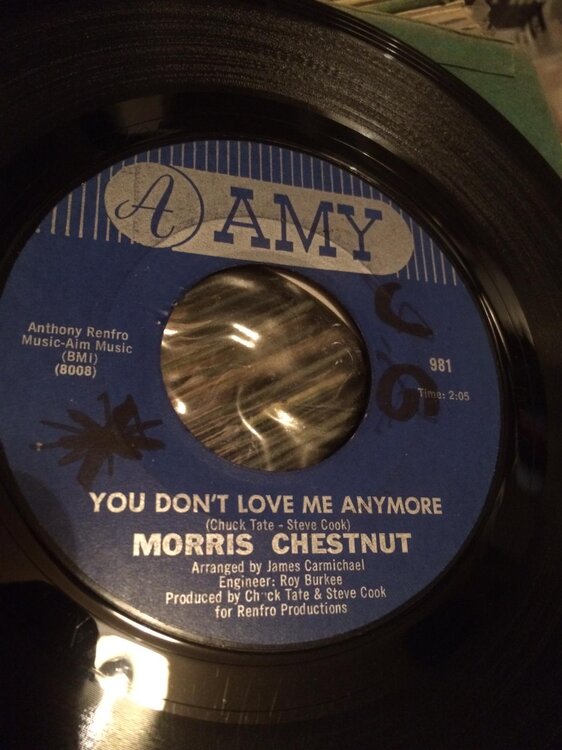 A AMY
Anthony Renfro
Music-Aim Music
(BMI)
(8008)
981
Time: 2:05
YOU DON'T LOVE ME ANYMORE
(Chuck Tate - Steve Cook)
MORRIS CHESTNUT
Arranged by James Carmichael
Engineer: Roy Burkee
Produced by Chuck Tate & Steve Cook
for Renfro Productions